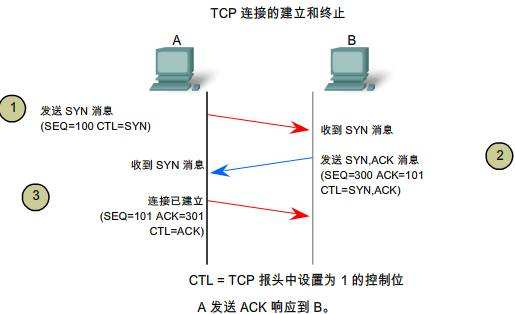 TCP 连接的建立和终止
A
B
1
发送 SYN 消息
(SEQ=100 CTL=SYN)
收到 SYN 消息
2
发送 SYN,ACK 消息
(SEQ=300 ACK=101
CTL=SYN,ACK)
收到 SYN 消息
3
连接已建立
(SEQ=101 ACK=301
CTL=ACK)
CTL = TCP 报头中设置为 1 的控制位
A 发送 ACK 响应到 B。